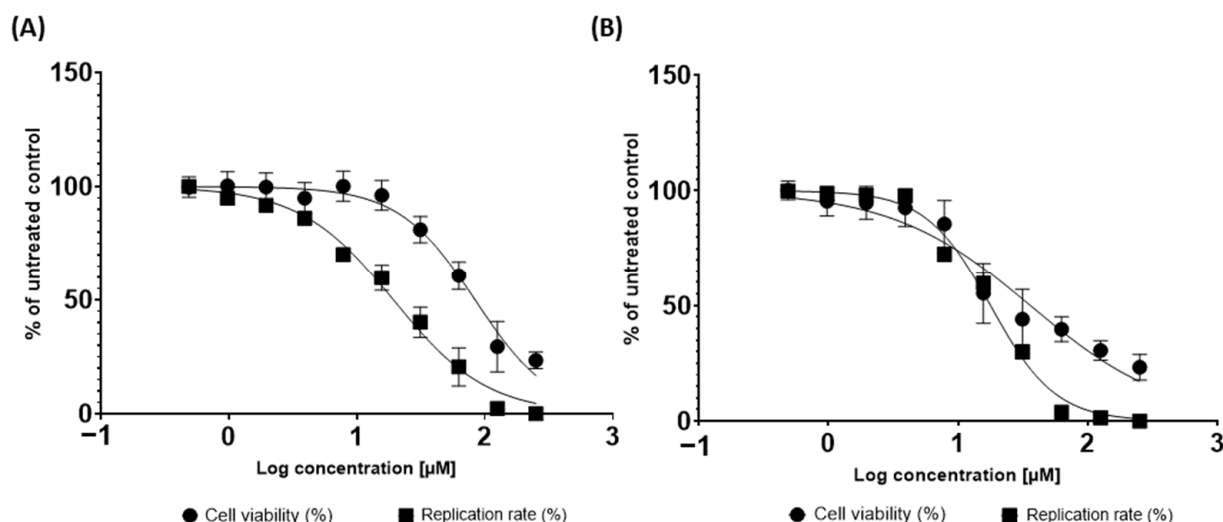 (A)
150
100
50
0
−1
0
1
2
3
% of untreated control
Log concentration [µM]
Cell viability (%)
Replication rate (%)
(B)
150
100
50
0
−1
0
1
2
3
% of untreated control
Log concentration [µM]
Cell viability (%)
Replication rate (%)